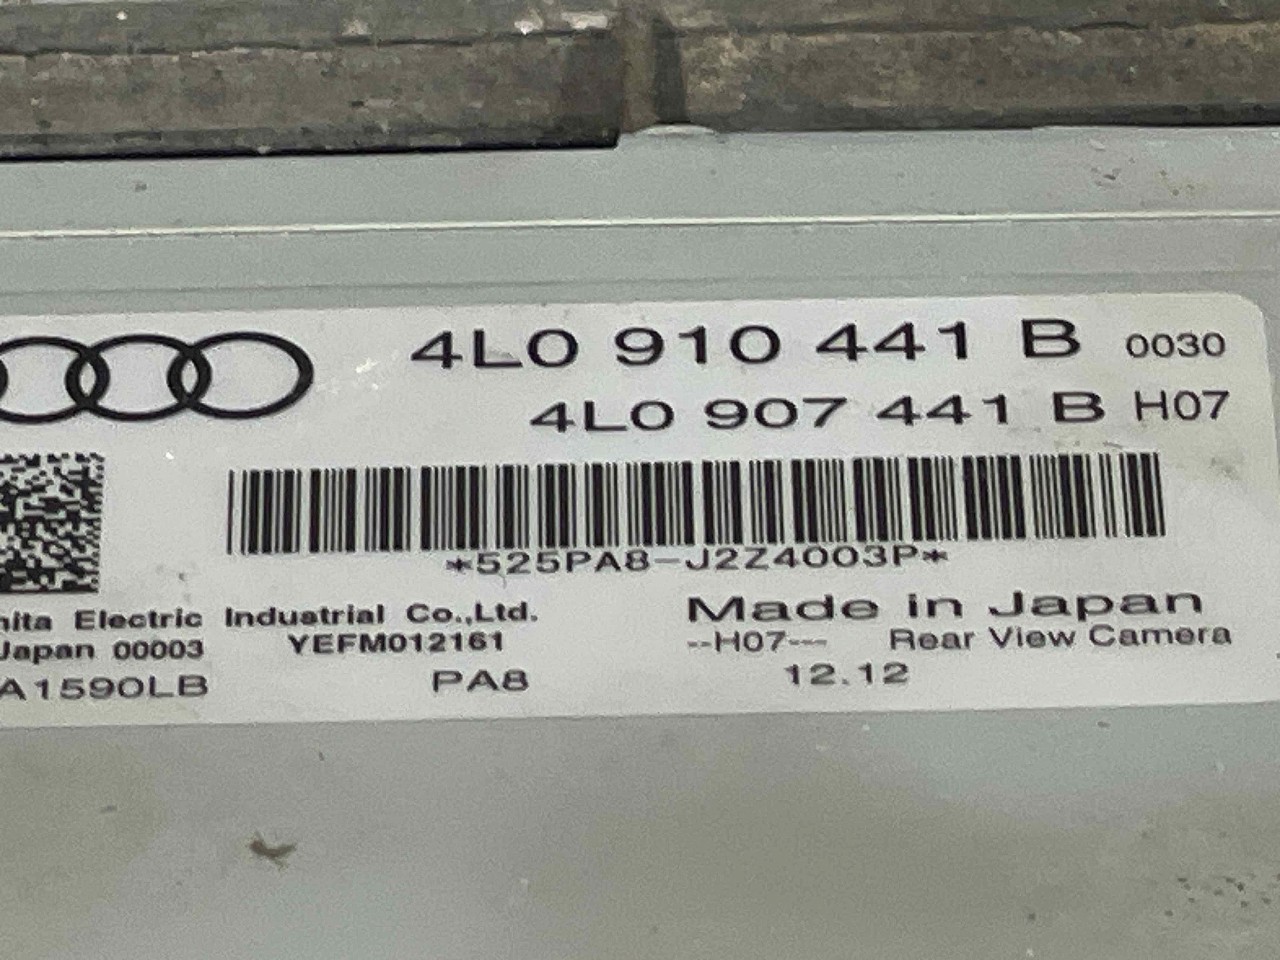 4L0 910 441 B 0030
4L0 907 441 B H07
*525PA8-J2Z4003P*
Electric Industrial Co.,Ltd.
Made in Japan
Japan 00003 YEFM012161
--H07--- Rear View Camera
A1590LB PA8 12.12